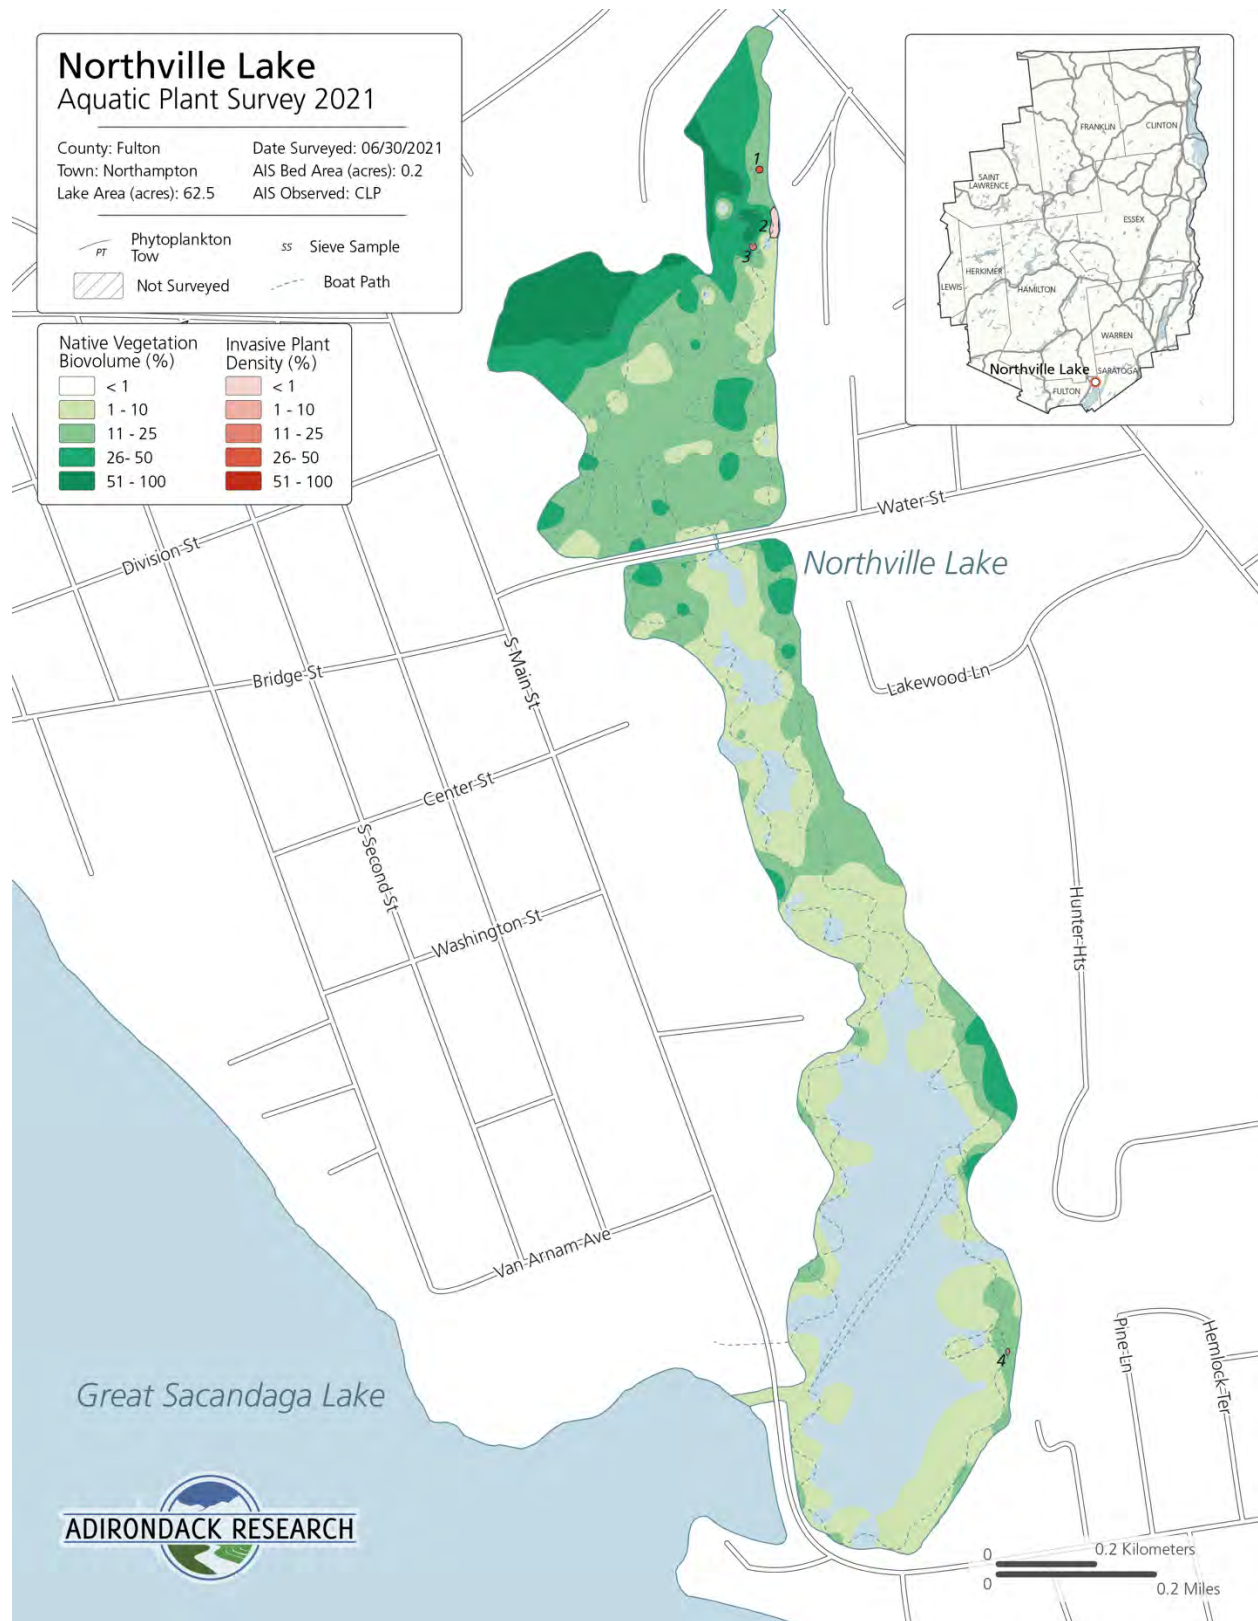 Northville Lake
Aquatic Plant Survey 2021
County: Fulton
Date Surveyed: 06/30/2021
Town: Northampton
AIS Bed Area (acres): 0.2
Lake Area (acres): 62.5
AIS Observed: CLP
PT
Phytoplankton
Tow
SS
Sieve Sample
Not Surveyed
Boat Path
Native Vegetation
Biovolume (%)
< 1
1 - 10
11 - 25
26- 50
51 - 100
Invasive Plant
Density (%)
< 1
1 - 10
11 - 25
26- 50
51 - 100
FRANKLIN
CLINTON
SAINT
LAWRENCE
ESSEX
HERKIMER
LEWIS
HAMILTON
WARREN
Northville Lake
SARATOGA
FULTON
1
2
3
Water St
Division St
Northville Lake
Bridge St
S Main St
Lakewood Ln
Center St
S Second St
Washington St
Hunter Hts
Van Arnam Ave
4
Pine Ln
Hemlock Ter
Great Sacandaga Lake
ADIRONDACK RESEARCH
0
0.2 Kilometers
0
0.2 Miles